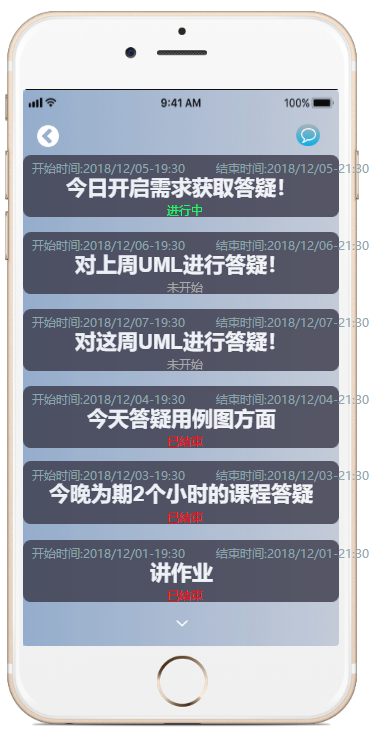 9:41 AM 100%
开始时间:2018/12/05-19:30 结束时间:2018/12/05-21:30
今日开启需求获取答疑！
进行中
开始时间:2018/12/06-19:30 结束时间:2018/12/06-21:30
对上周UML进行答疑！
未开始
开始时间:2018/12/07-19:30 结束时间:2018/12/07-21:30
对这周UML进行答疑！
未开始
开始时间:2018/12/04-19:30 结束时间:2018/12/04-21:30
今天答疑用例图方面
已结束
开始时间:2018/12/03-19:30 结束时间:2018/12/03-21:30
今晚为期2个小时的课程答疑
已结束
开始时间:2018/12/01-19:30 结束时间:2018/12/01-21:30
讲作业
已结束